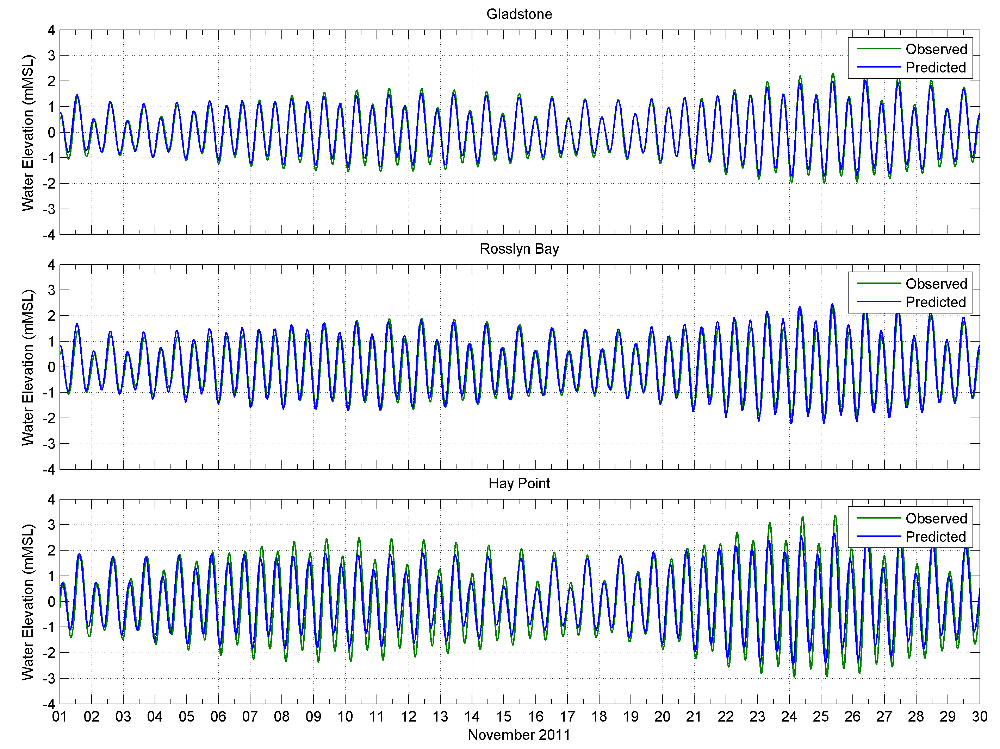 Gladstone
4
3
2
1
0
-1
-2
-3
-4
Water Elevation (mMSL)
Observed
Predicted
Rosslyn Bay
4
3
2
1
0
-1
-2
-3
-4
Water Elevation (mMSL)
Observed
Predicted
Hay Point
4
3
2
1
0
-1
-2
-3
-4
Water Elevation (mMSL)
Observed
Predicted
01 02 03 04 05 06 07 08 09 10 11 12 13 14 15 16 17 18 19 20 21 22 23 24 25 26 27 28 29 30
November 2011